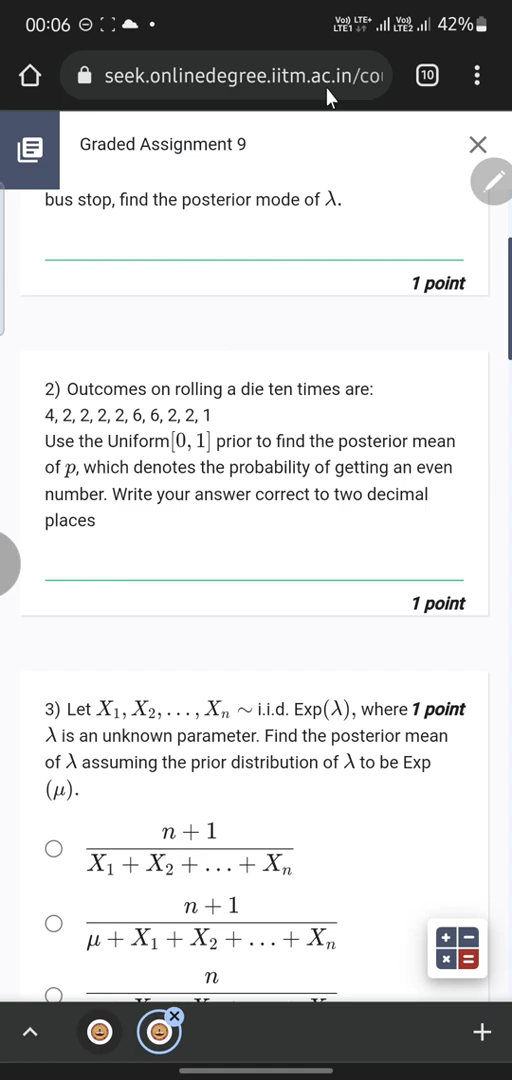 00:06
Vo)) LTE+ LTE1 Vo)) LTE2 42%
seek.onlinedegree.iitm.ac.in/co
10
Graded Assignment 9
bus stop, find the posterior mode of λ.
1 point
2) Outcomes on rolling a die ten times are:
4, 2, 2, 2, 2, 6, 6, 2, 2, 1
Use the Uniform[0, 1] prior to find the posterior mean
of p, which denotes the probability of getting an even
number. Write your answer correct to two decimal
places
1 point
3) Let X₁, X₂, . . . , Xₙ ∼ i.i.d. Exp(λ), where 1 point
λ is an unknown parameter. Find the posterior mean
of λ assuming the prior distribution of λ to be Exp
(μ).
n + 1
X₁ + X₂ + . . . + Xₙ
n + 1
μ + X₁ + X₂ + . . . + Xₙ
n